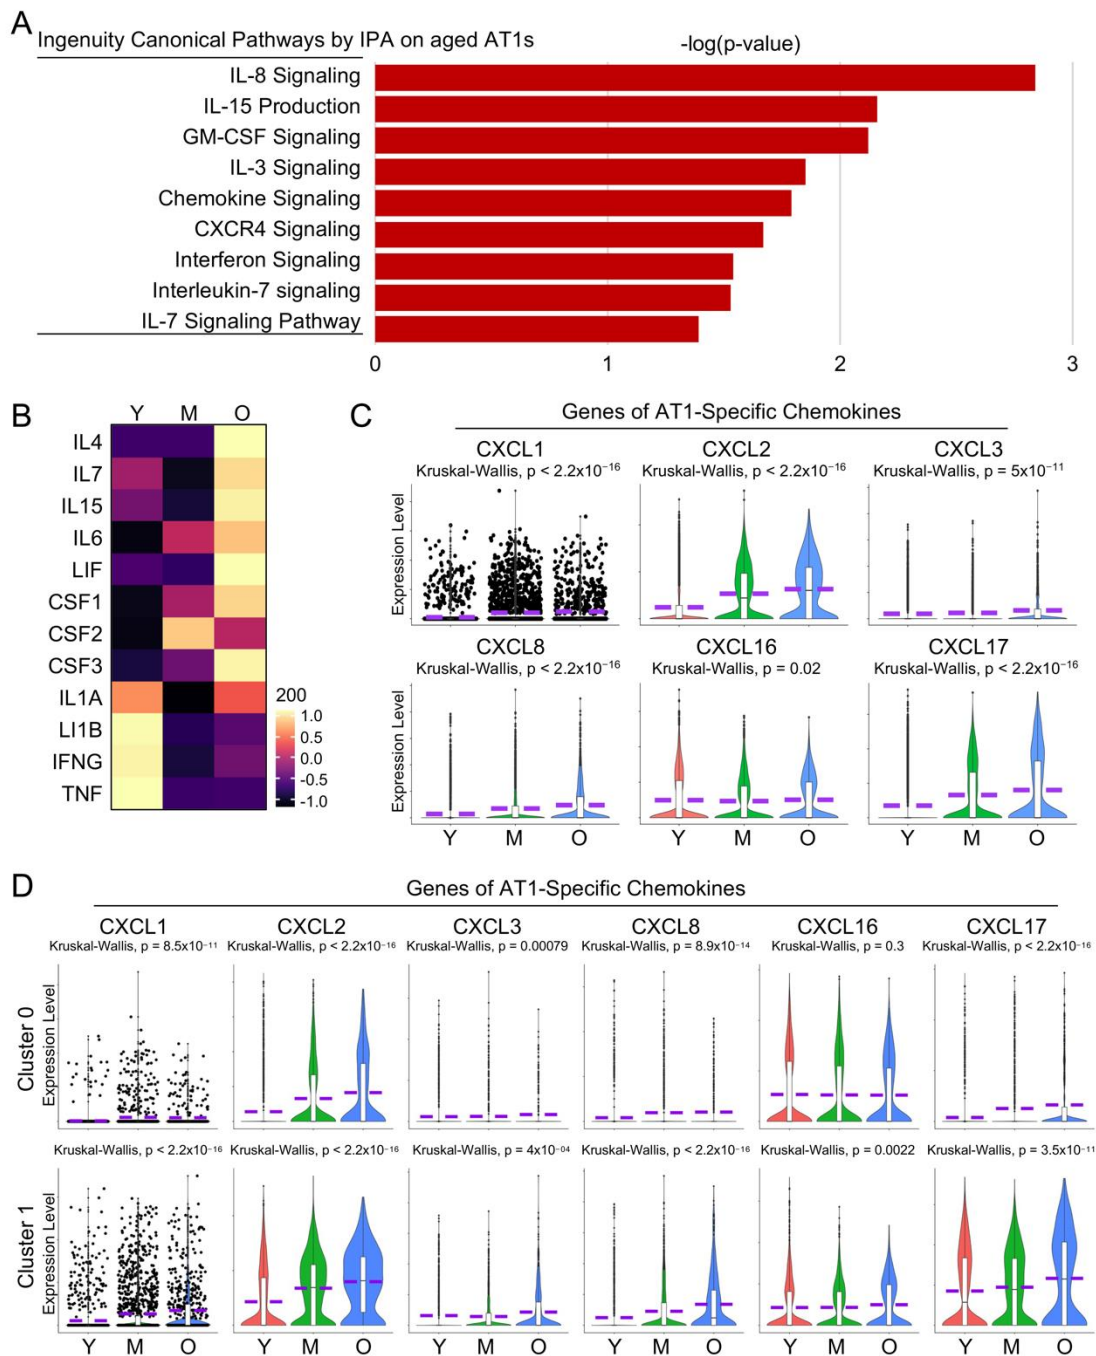 A
Ingenuity Canonical Pathways by IPA on aged AT1s
-log(p-value)
IL-8 Signaling
IL-15 Production
GM-CSF Signaling
IL-3 Signaling
Chemokine Signaling
CXCR4 Signaling
Interferon Signaling
Interleukin-7 signaling
IL-7 Signaling Pathway
0 1 2 3
B
Y M O
IL4
IL7
IL15
IL6
LIF
CSF1
CSF2
CSF3
IL1A
LI1B
IFNG
TNF
200
1.0
0.5
0.0
-0.5
-1.0
C
Genes of AT1-Specific Chemokines
CXCL1 CXCL2 CXCL3
Kruskal-Wallis, p < 2.2x10⁻¹⁶ Kruskal-Wallis, p < 2.2x10⁻¹⁶ Kruskal-Wallis, p = 5x10⁻¹¹
Expression Level
CXCL8 CXCL16 CXCL17
Kruskal-Wallis, p < 2.2x10⁻¹⁶ Kruskal-Wallis, p = 0.02 Kruskal-Wallis, p < 2.2x10⁻¹⁶
Expression Level
Y M O Y M O Y M O
D
Genes of AT1-Specific Chemokines
CXCL1 CXCL2 CXCL3 CXCL8 CXCL16 CXCL17
Kruskal-Wallis, p = 8.5x10⁻¹¹ Kruskal-Wallis, p < 2.2x10⁻¹⁶ Kruskal-Wallis, p = 0.00079 Kruskal-Wallis, p = 8.9x10⁻¹⁴ Kruskal-Wallis, p = 0.3 Kruskal-Wallis, p < 2.2x10⁻¹⁶
Cluster 0
Expression Level
Kruskal-Wallis, p < 2.2x10⁻¹⁶ Kruskal-Wallis, p < 2.2x10⁻¹⁶ Kruskal-Wallis, p = 4x10⁻⁰⁴ Kruskal-Wallis, p < 2.2x10⁻¹⁶ Kruskal-Wallis, p = 0.0022 Kruskal-Wallis, p = 3.5x10⁻¹¹
Cluster 1
Expression Level
Y M O Y M O Y M O Y M O Y M O Y M O